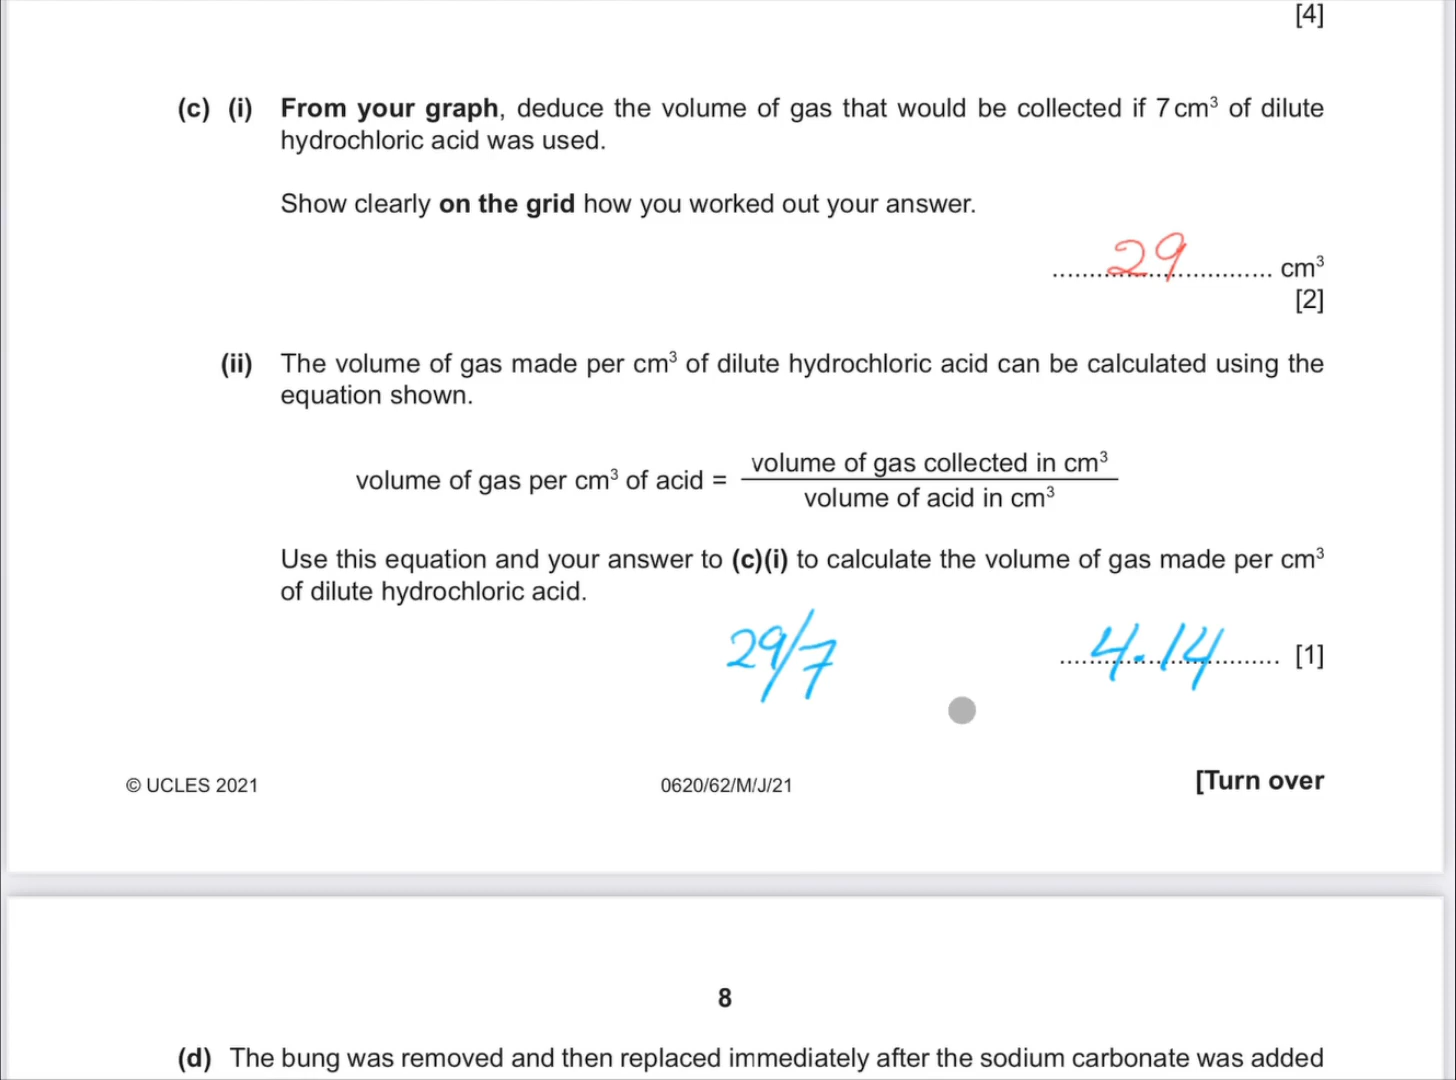 [4]
(c) (i) From your graph, deduce the volume of gas that would be collected if 7 cm³ of dilute
hydrochloric acid was used.
Show clearly on the grid how you worked out your answer.
29 cm³
[2]
(ii) The volume of gas made per cm³ of dilute hydrochloric acid can be calculated using the
equation shown.
volume of gas per cm³ of acid = volume of gas collected in cm³
volume of acid in cm³
Use this equation and your answer to (c)(i) to calculate the volume of gas made per cm³
of dilute hydrochloric acid.
29/7 4.14 [1]
© UCLES 2021 0620/62/M/J/21 [Turn over
8
(d) The bung was removed and then replaced immediately after the sodium carbonate was added